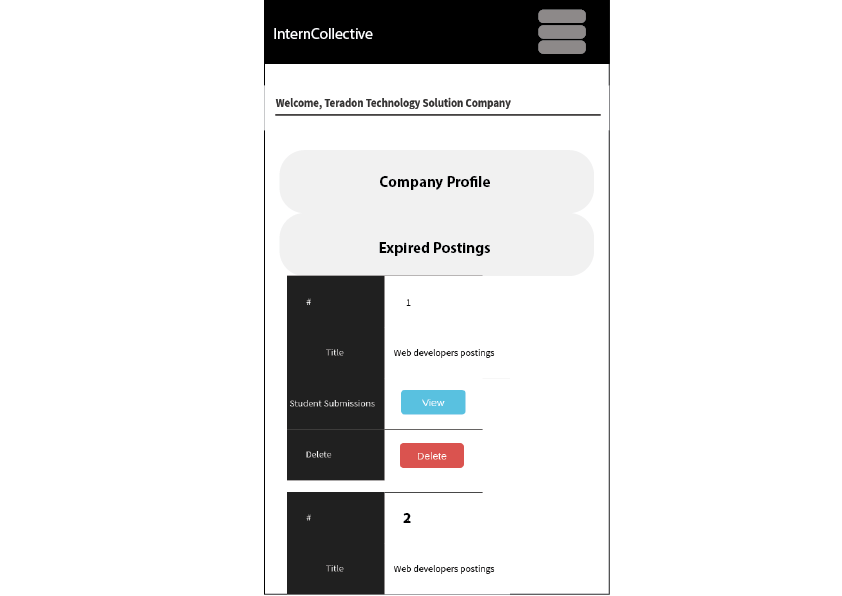 InternCollective
Welcome, Teradon Technology Solution Company
Company Profile
Expired Postings
# 1
Title Web developers postings
Student Submissions View
Delete Delete
# 2
Title Web developers postings